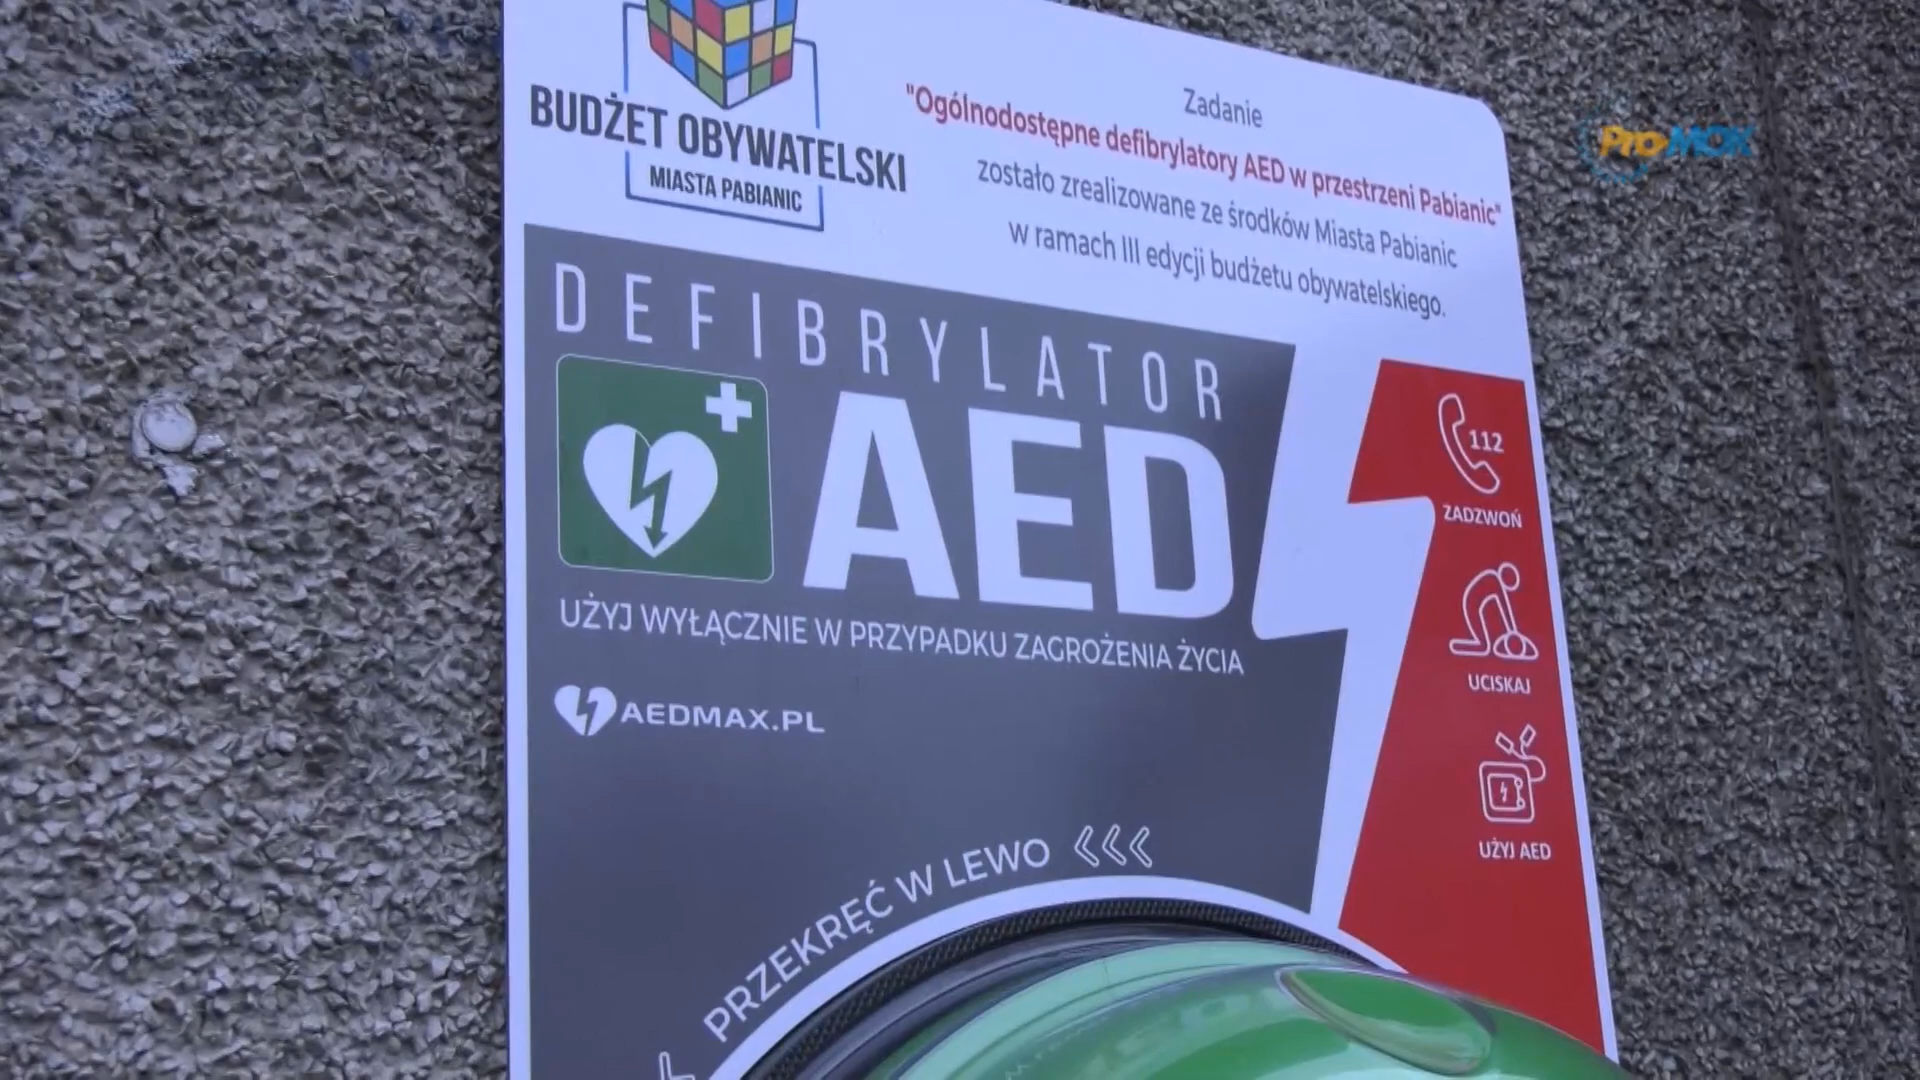 BUDŻET OBYWATELSKI
MIASTA PABIANIC
Zadanie
"Ogólnodostępne defibrylatory AED w przestrzeni Pabianic"
zostało zrealizowane ze środków Miasta Pabianic
w ramach III edycji budżetu obywatelskiego.
ProMOK
DEFIBRYLATOR
AED
UŻYJ WYŁĄCZNIE W PRZYPADKU ZAGROŻENIA ŻYCIA
AEDMAX.PL
PRZEKRĘĆ W LEWO
112
ZADZWOŃ
UCISKAJ
UŻYJ AED